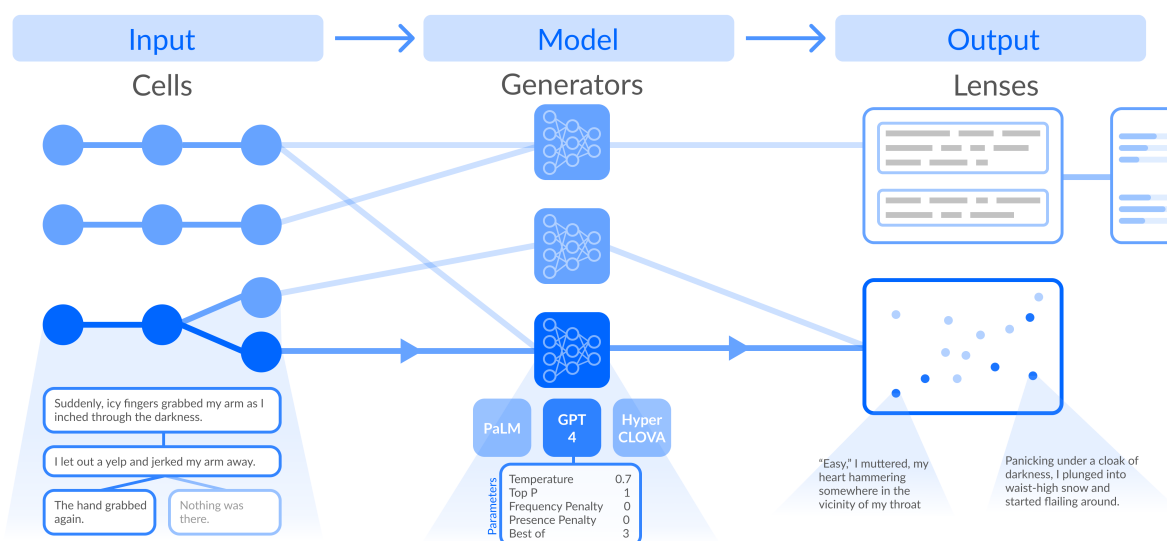 Input
Model
Output
Cells
Generators
Lenses
Suddenly, icy fingers grabbed my arm as I
inched through the darkness.
I let out a yelp and jerked my arm away.
The hand grabbed
again.
Nothing was
there.
PaLM
GPT
4
Hyper
CLOVA
Parameters
Temperature 0.7
Top P 1
Frequency Penalty 0
Presence Penalty 0
Best of 3
“Easy,” I muttered, my
heart hammering
somewhere in the
vicinity of my throat
Panicking under a cloak of
darkness, I plunged into
waist-high snow and
started flailing around.